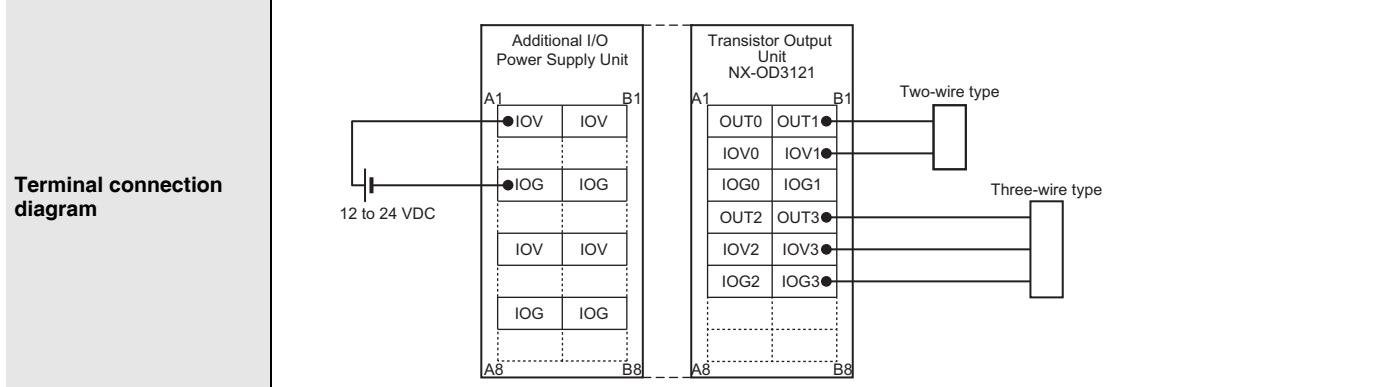 Terminal connection
diagram
Additional I/O
Power Supply Unit
A1 B1
IOV IOV
IOG IOG
IOV IOV
IOG IOG
A8 B8
12 to 24 VDC
Transistor Output
Unit
NX-OD3121
A1 B1
OUT0 OUT1
IOV0 IOV1
IOG0 IOG1
OUT2 OUT3
IOV2 IOV3
IOG2 IOG3
A8 B8
Two-wire type
Three-wire type